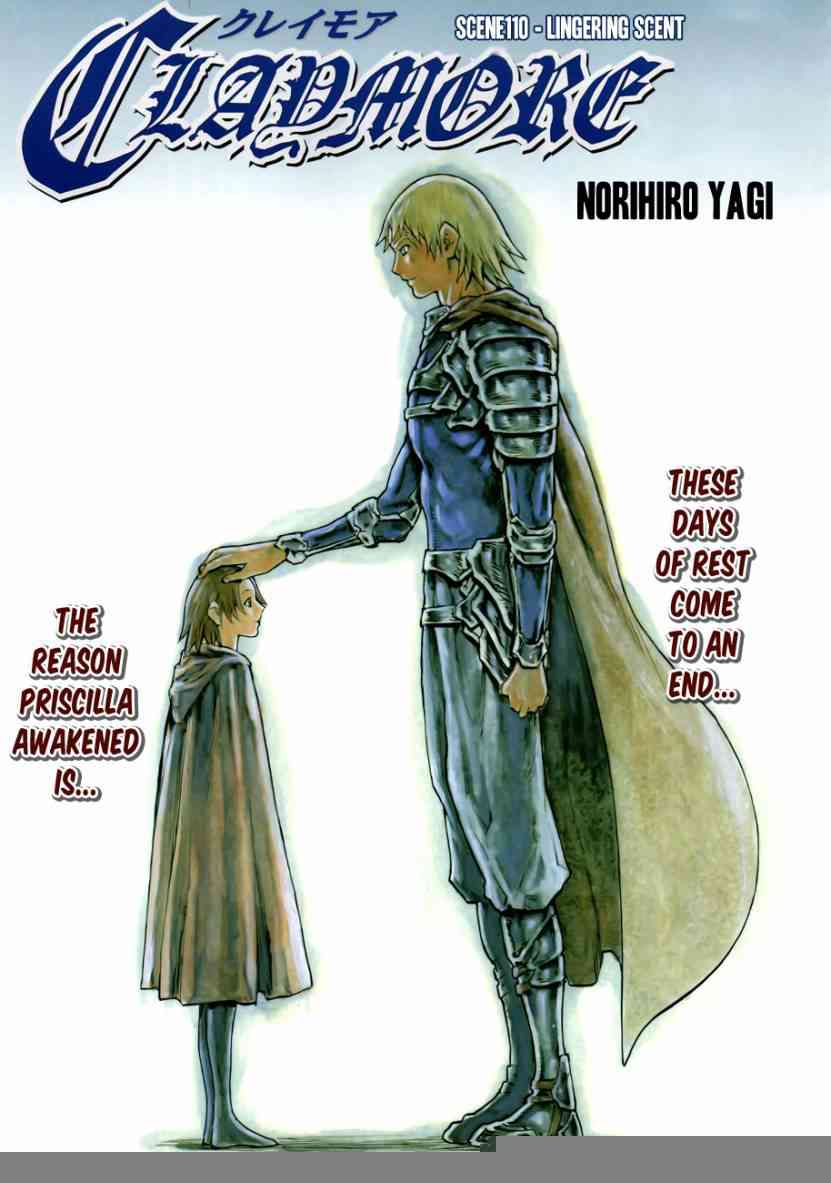 クレイモア
SCENE110 - LINGERING SCENT
CLAYMORE
NORIHIRO YAGI
THESE
DAYS
OF REST
COME
TO AN
END...
THE
REASON
PRISCILLA
AWAKENED
IS...